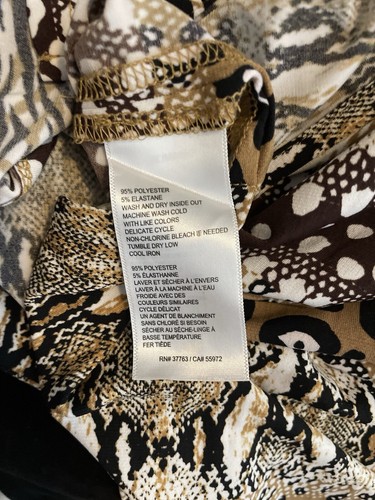 95% POLYESTER
5% ELASTANE
WASH AND DRY INSIDE OUT
MACHINE WASH COLD
WITH LIKE COLORS
DELICATE CYCLE
NON-CHLORINE BLEACH IF NEEDED
TUMBLE DRY LOW
COOL IRON
95% POLYESTER
5% ÉLASTHANNE
LAVER ET SÉCHER À L'ENVERS
LAVER À LA MACHINE À L'EAU
FROIDE AVEC DES
COULEURS SIMILAIRES
CYCLE DÉLICAT
UN AGENT DE BLANCHIMENT
SANS CHLORE SI BESOIN
SÉCHER AU SÈCHE-LINGE À
BASSE TEMPÉRATURE
FER TIÈDE
RN# 37763 / CA# 55972